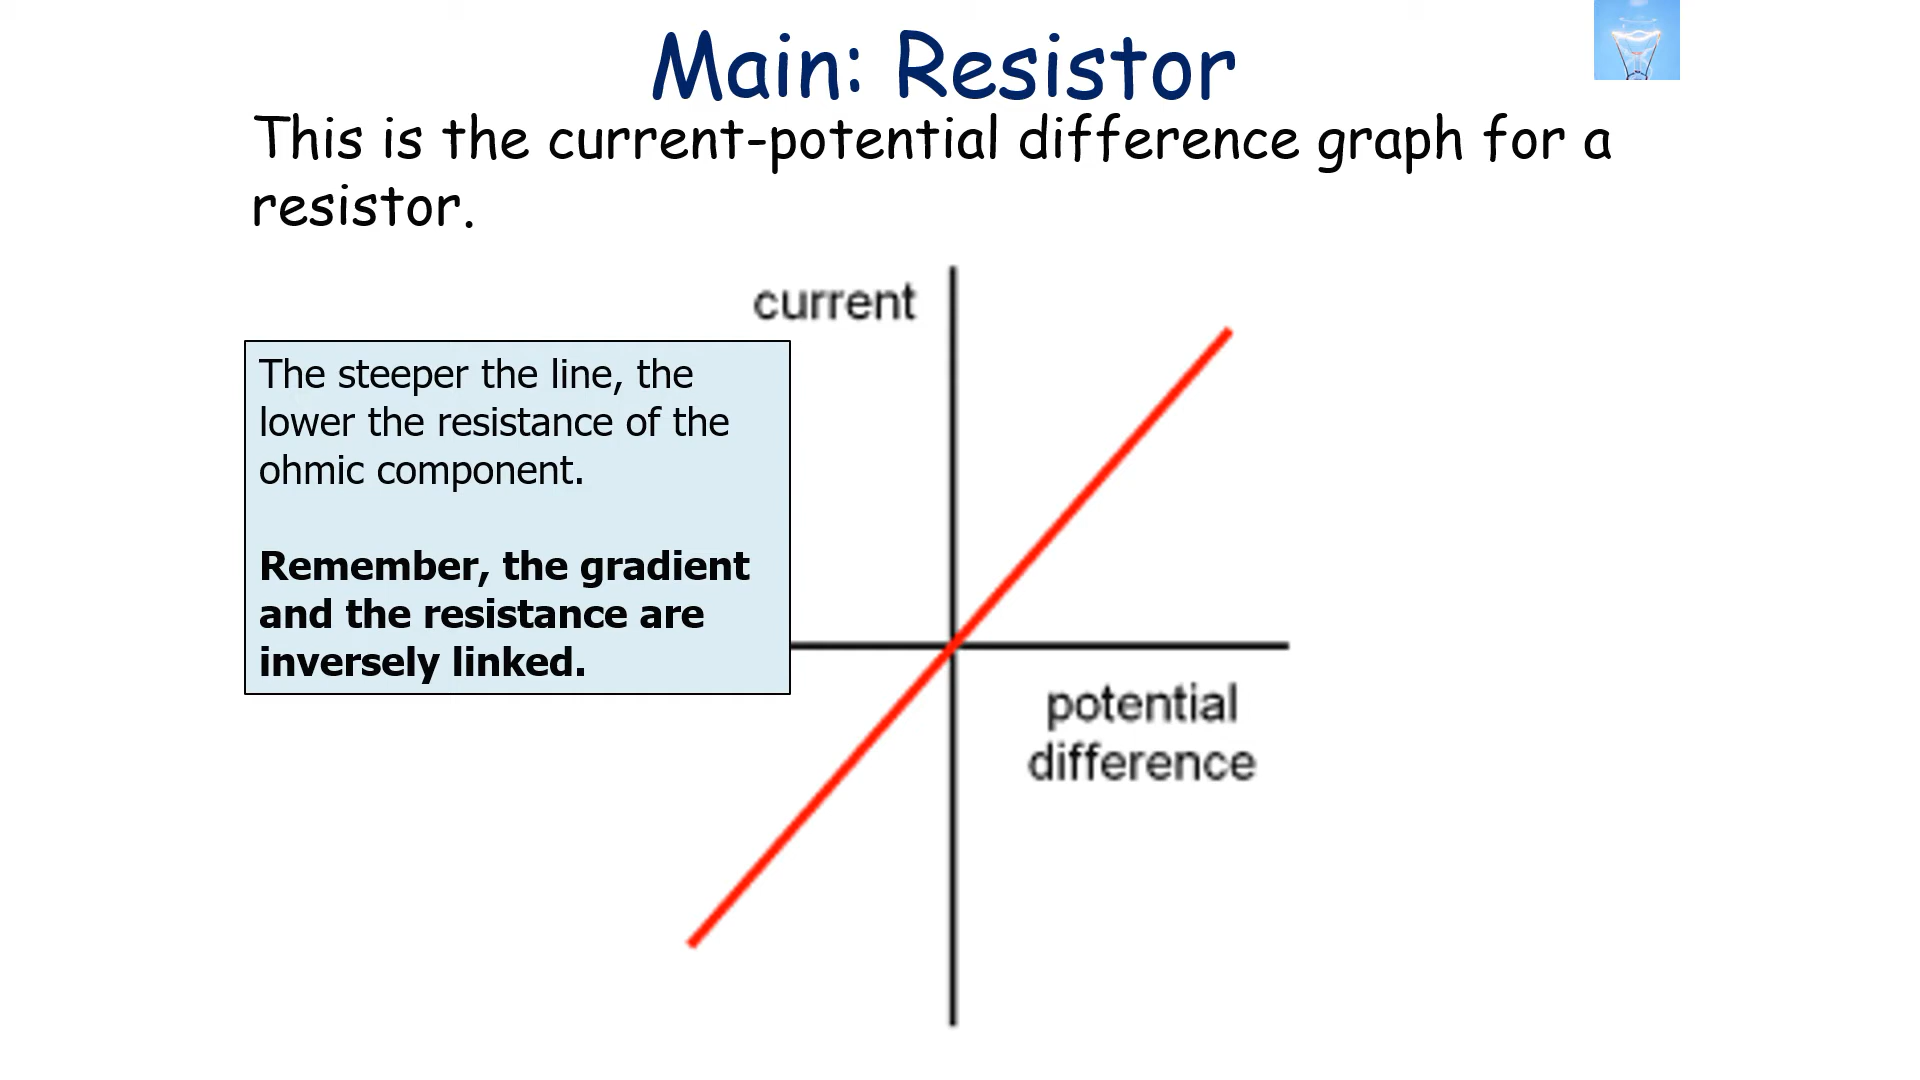 Main: Resistor
This is the current-potential difference graph for a
resistor.
current
The steeper the line, the
lower the resistance of the
ohmic component.
Remember, the gradient
and the resistance are
inversely linked.
potential
difference